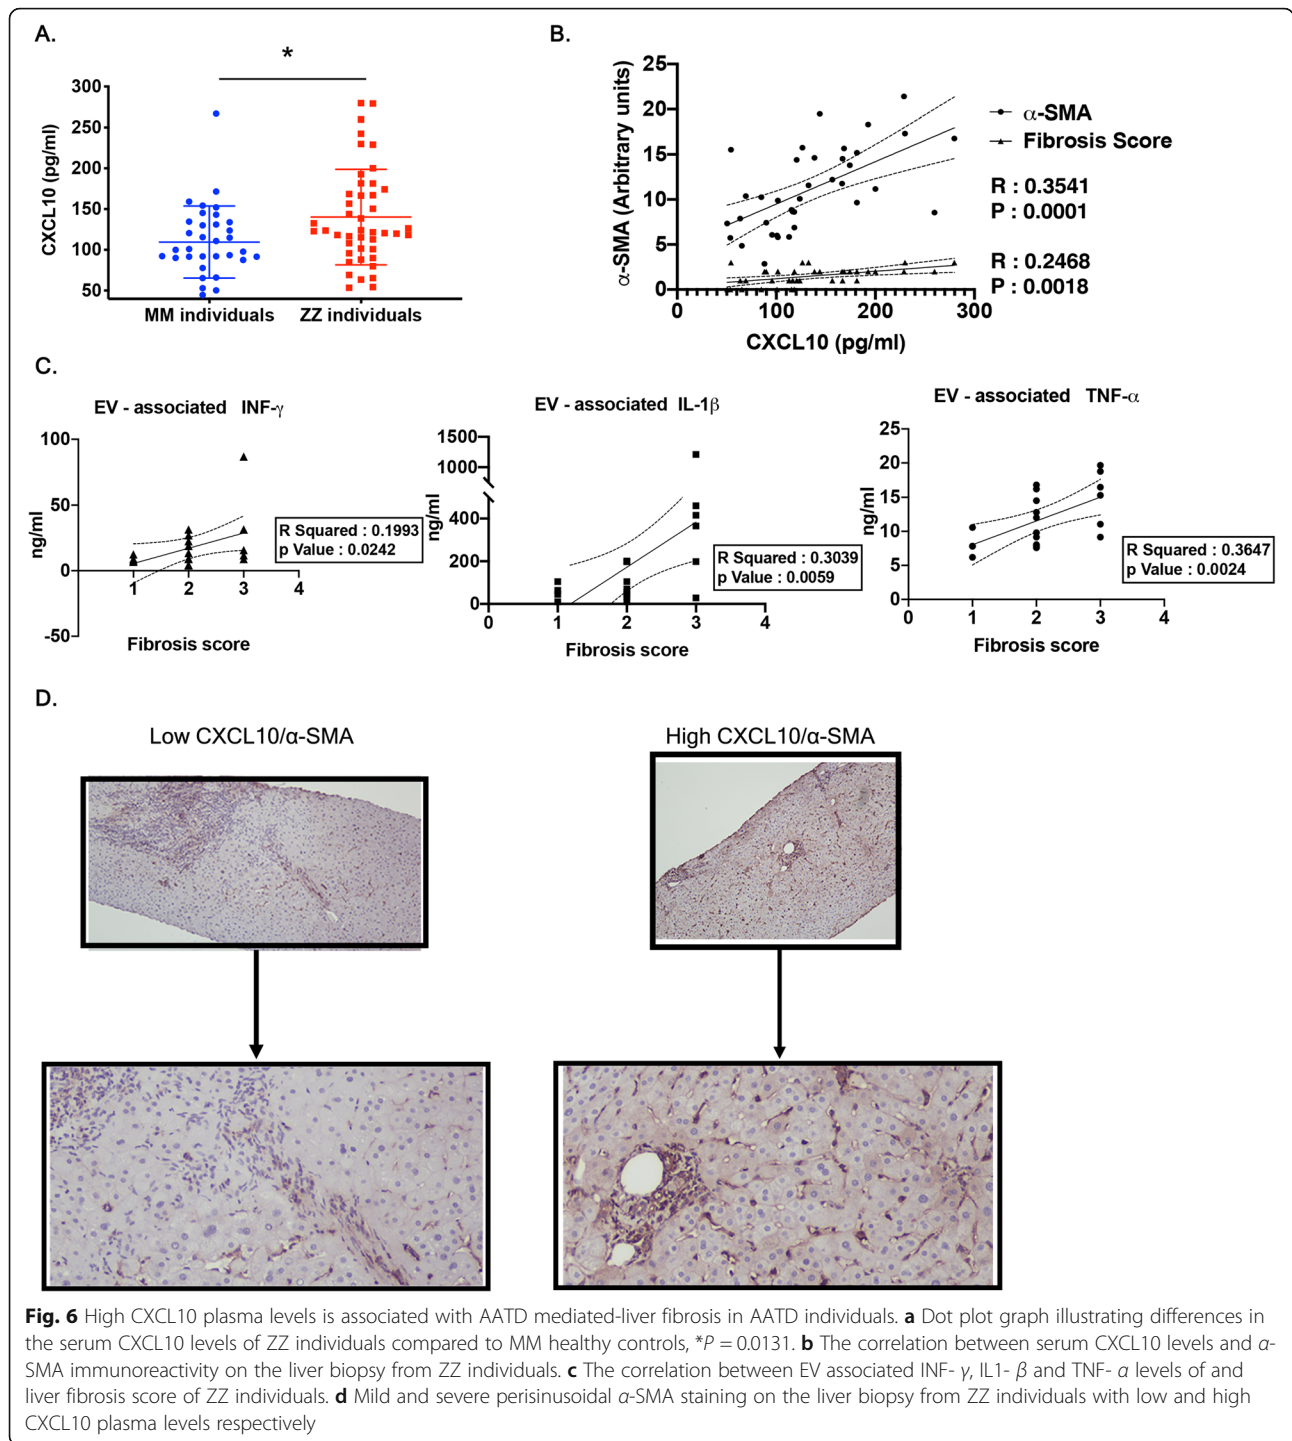 A.
*
CXCL10 (pg/ml)
300
250
200
150
100
50
MM individuals ZZ individuals
B.
α-SMA (Arbitrary units)
25
20
15
10
5
0
0 100 200 300
CXCL10 (pg/ml)
α-SMA
Fibrosis Score
R : 0.3541
P : 0.0001
R : 0.2468
P : 0.0018
C.
EV - associated INF-γ
ng/ml
100
50
0
-50
1 2 3 4
R Squared : 0.1993
p Value : 0.0242
Fibrosis score
EV - associated IL-1β
ng/ml
1500
1000
400
200
0
0 1 2 3 4
R Squared : 0.3039
p Value : 0.0059
Fibrosis score
EV - associated TNF-α
ng/ml
25
20
15
10
5
0
0 1 2 3 4
R Squared : 0.3647
p Value : 0.0024
Fibrosis score
D.
Low CXCL10/α-SMA
High CXCL10/α-SMA
Fig. 6 High CXCL10 plasma levels is associated with AATD mediated-liver fibrosis in AATD individuals. a Dot plot graph illustrating differences in
the serum CXCL10 levels of ZZ individuals compared to MM healthy controls, *P = 0.0131. b The correlation between serum CXCL10 levels and α-
SMA immunoreactivity on the liver biopsy from ZZ individuals. c The correlation between EV associated INF- γ, IL1- β and TNF- α levels of and
liver fibrosis score of ZZ individuals. d Mild and severe perisinusoidal α-SMA staining on the liver biopsy from ZZ individuals with low and high
CXCL10 plasma levels respectively